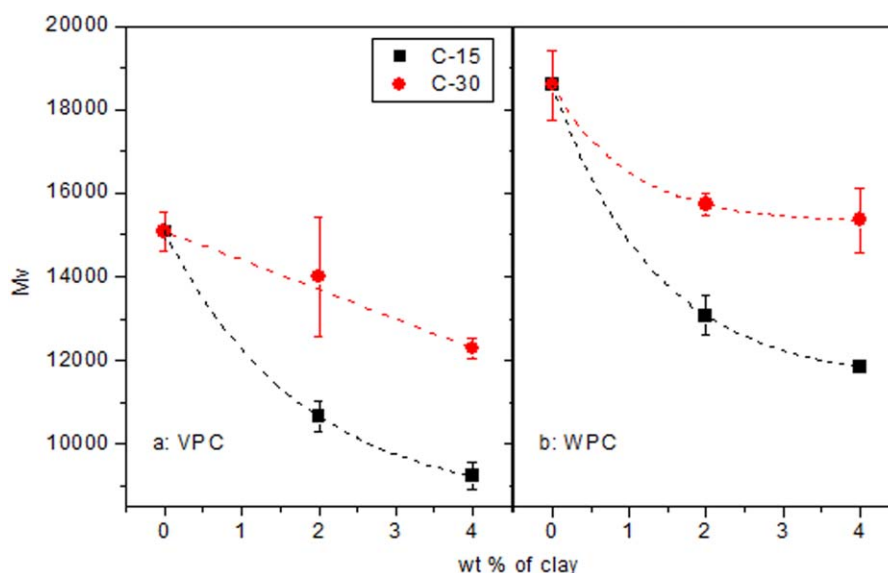 20000
18000
16000
14000
12000
10000
Mv
C-15
C-30
a: VPC
b: WPC
0 1 2 3 4 0 1 2 3 4
wt % of clay